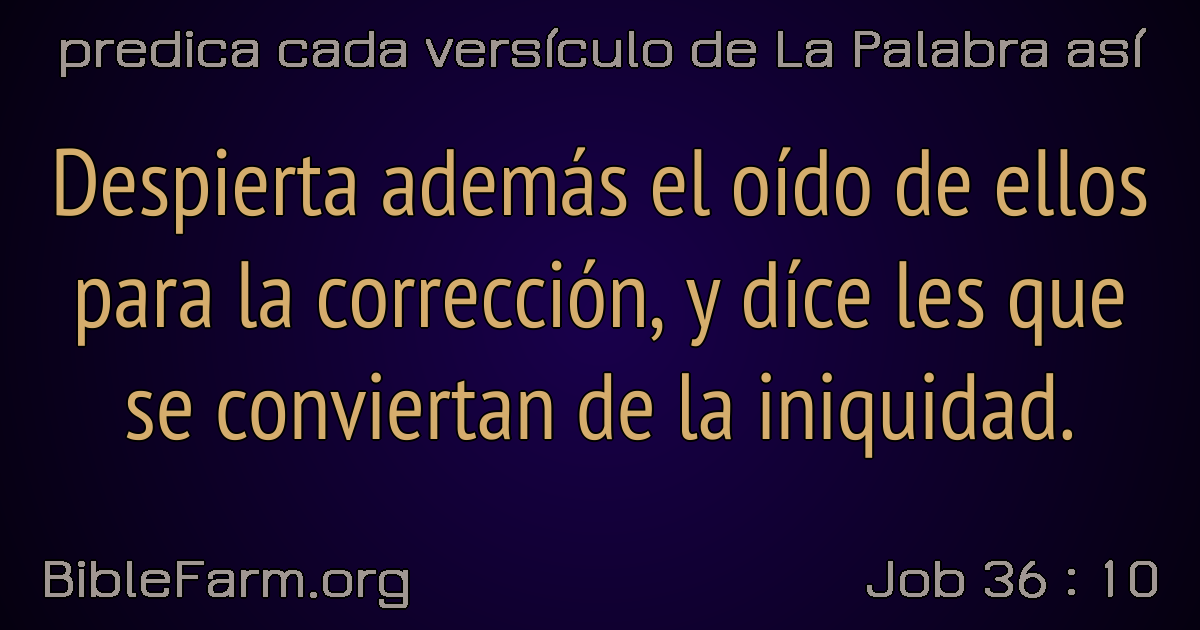 predica cada versículo de La Palabra así
Despierta además el oído de ellos
para la corrección, y díce les que
se conviertan de la iniquidad.
BibleFarm.org
Job 36 : 10